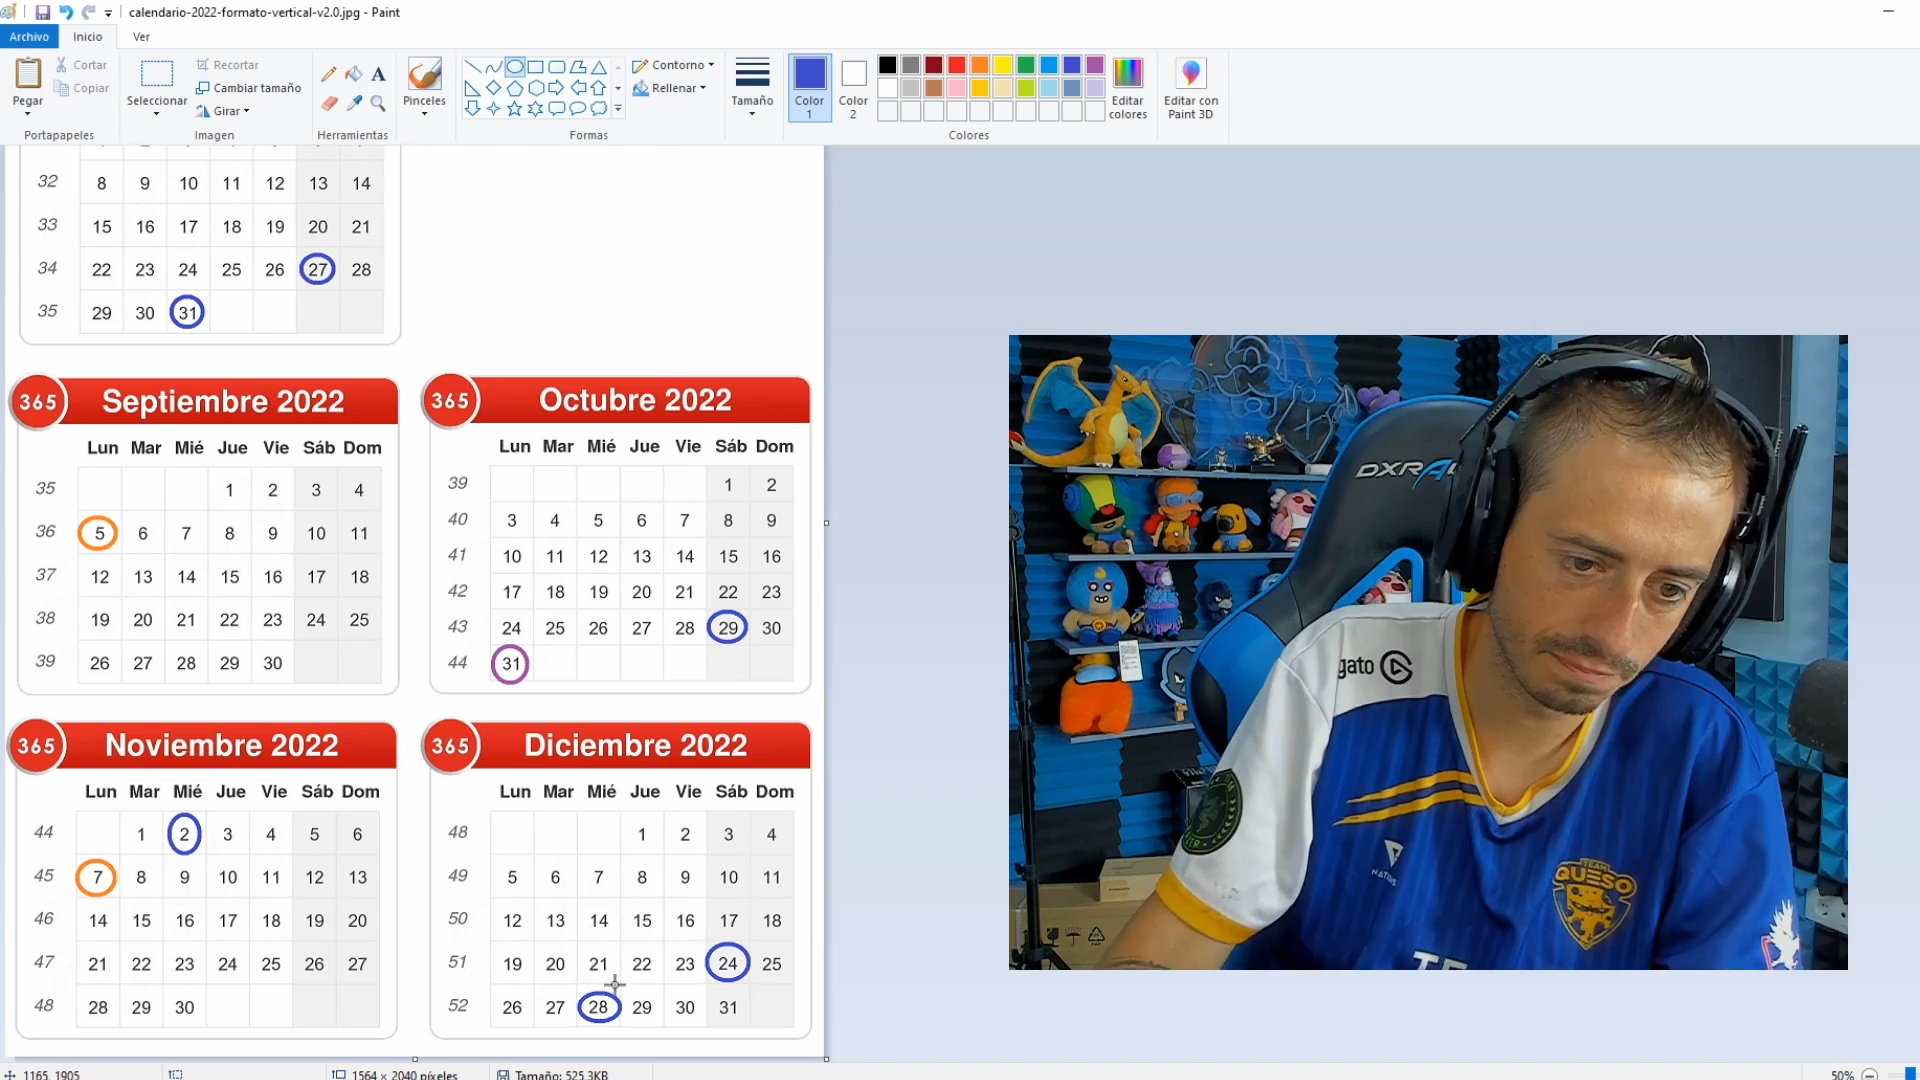 calendario-2022-formato-vertical-v2.0.jpg - Paint
Archivo Inicio Ver
Pegar
Cortar
Copiar
Portapapeles
Seleccionar
Recortar
Cambiar tamaño
Girar
Imagen
A
Herramientas
Pinceles
Formas
Contorno
Rellenar
Tamaño
Color 1
Color 2
Colores
Editar colores
Editar con Paint 3D
32 8 9 10 11 12 13 14
33 15 16 17 18 19 20 21
34 22 23 24 25 26 27 28
35 29 30 31
365 Septiembre 2022
Lun Mar Mié Jue Vie Sáb Dom
35 1 2 3 4
36 5 6 7 8 9 10 11
37 12 13 14 15 16 17 18
38 19 20 21 22 23 24 25
39 26 27 28 29 30
365 Octubre 2022
Lun Mar Mié Jue Vie Sáb Dom
39 1 2
40 3 4 5 6 7 8 9
41 10 11 12 13 14 15 16
42 17 18 19 20 21 22 23
43 24 25 26 27 28 29 30
44 31
365 Noviembre 2022
Lun Mar Mié Jue Vie Sáb Dom
44 1 2 3 4 5 6
45 7 8 9 10 11 12 13
46 14 15 16 17 18 19 20
47 21 22 23 24 25 26 27
48 28 29 30
365 Diciembre 2022
Lun Mar Mié Jue Vie Sáb Dom
48 1 2 3 4
49 5 6 7 8 9 10 11
50 12 13 14 15 16 17 18
51 19 20 21 22 23 24 25
52 26 27 28 29 30 31
DXRA
gato
TEAM
QUESO
1165, 1905
1564 × 2040 píxeles
Tamaño: 525.3KB
50%